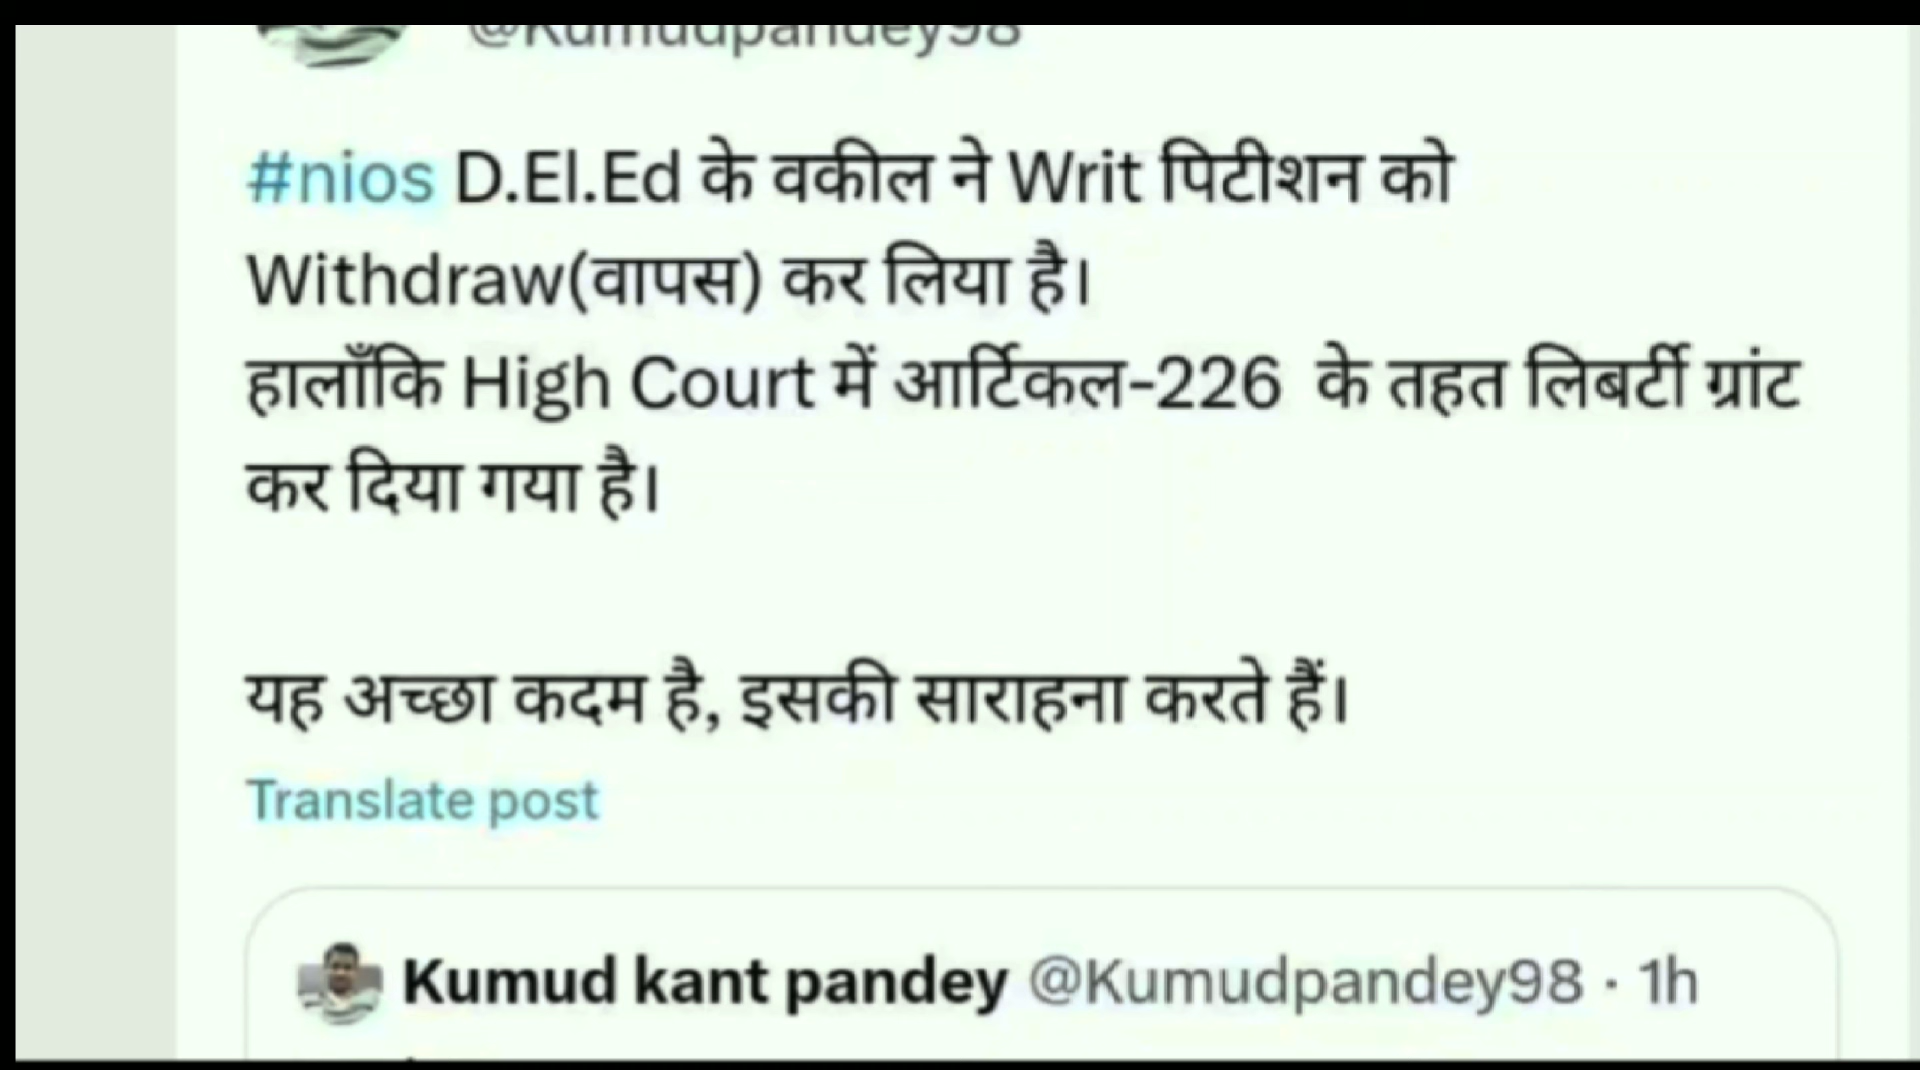 @Kumudpandey98
#nios D.El.Ed के वकील ने Writ पिटीशन को
Withdraw(वापस) कर लिया है।
हालाँकि High Court में आर्टिकल-226 के तहत लिबर्टी ग्रांट
कर दिया गया है।
यह अच्छा कदम है, इसकी साराहना करते हैं।
Translate post
Kumud kant pandey @Kumudpandey98 · 1h